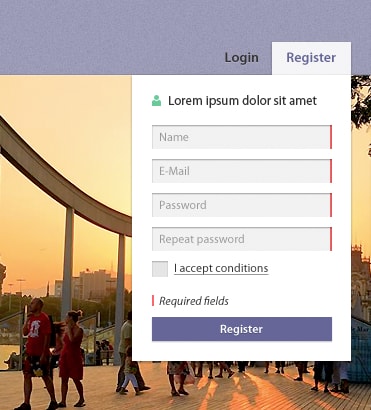 Login
Register
Lorem ipsum dolor sit amet
Name
E-Mail
Password
Repeat password
I accept conditions
Required fields
Register